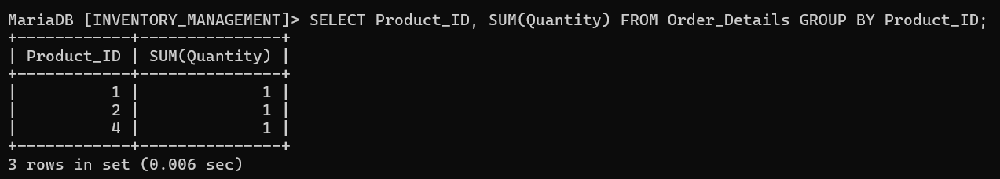 MariaDB [INVENTORY_MANAGEMENT]> SELECT Product_ID, SUM(Quantity) FROM Order_Details GROUP BY Product_ID;
+------------+---------------+
| Product_ID | SUM(Quantity) |
+------------+---------------+
|          1 |             1 |
|          2 |             1 |
|          4 |             1 |
+------------+---------------+
3 rows in set (0.006 sec)